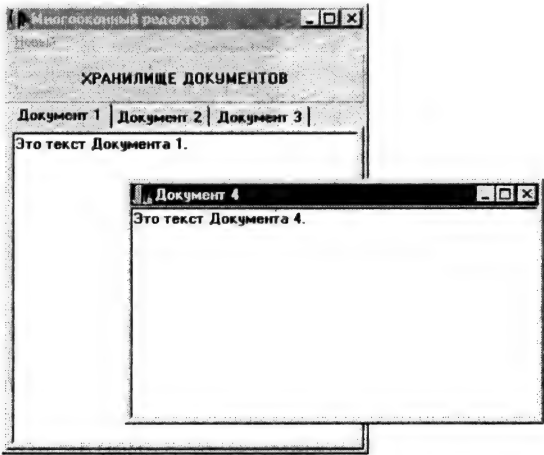 Многооконный редактор
Новый
ХРАНИЛИЩЕ ДОКУМЕНТОВ
Документ 1 Документ 2 Документ 3
Это текст Документа 1.
Документ 4
Это текст Документа 4.